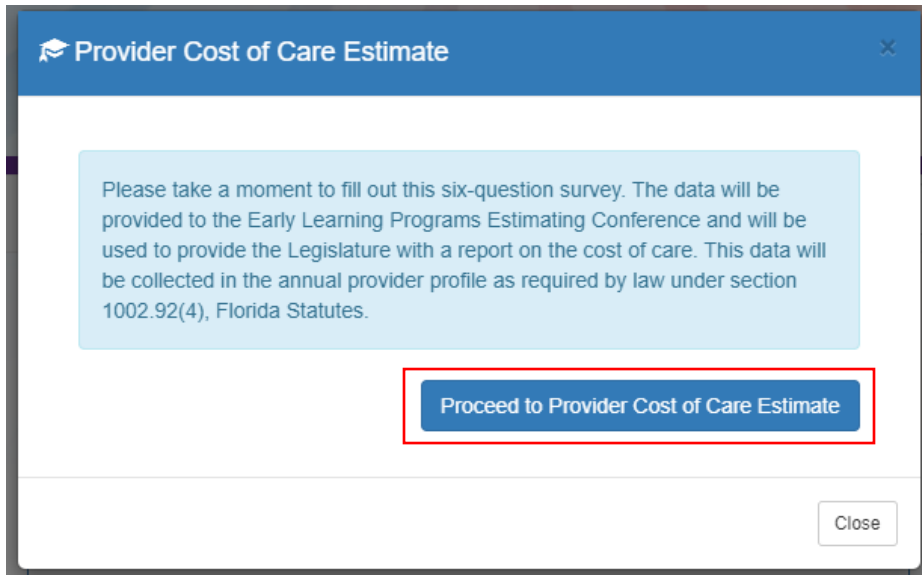 Provider Cost of Care Estimate
×
Please take a moment to fill out this six-question survey. The data will be
provided to the Early Learning Programs Estimating Conference and will be
used to provide the Legislature with a report on the cost of care. This data will
be collected in the annual provider profile as required by law under section
1002.92(4), Florida Statutes.
Proceed to Provider Cost of Care Estimate
Close